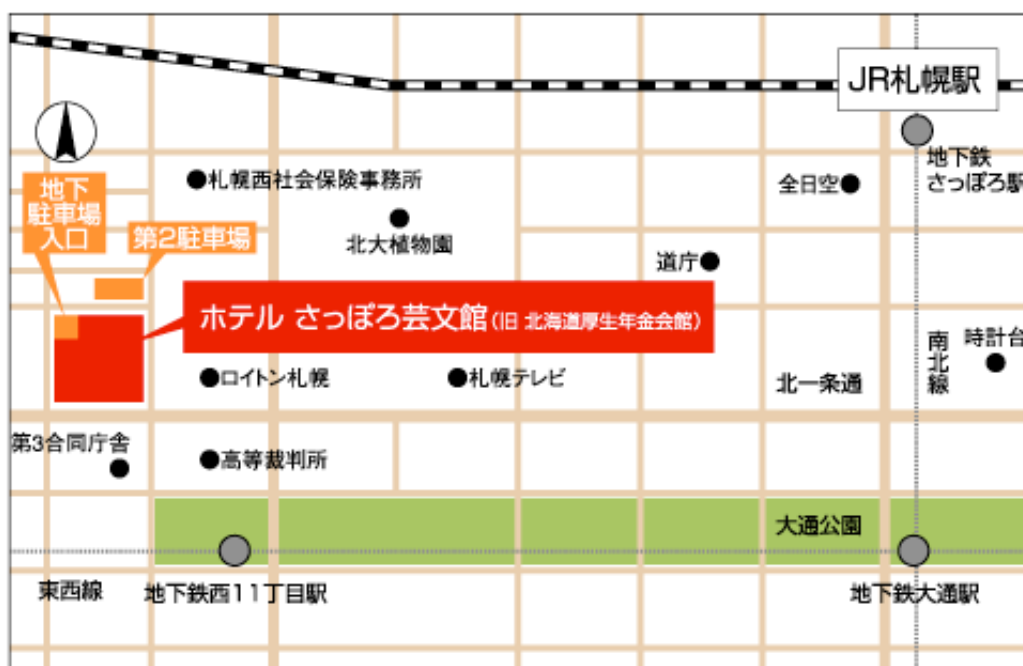 JR札幌駅
地下鉄
さっぽろ駅
地下
駐車場
入口
札幌西社会保険事務所
全日空
第2駐車場
北大植物園
道庁
ホテル さっぽろ芸文館(旧 北海道厚生年金会館)
南北線
時計台
ロイトン札幌
札幌テレビ
北一条通
第3合同庁舎
高等裁判所
大通公園
東西線
地下鉄西11丁目駅
地下鉄大通駅